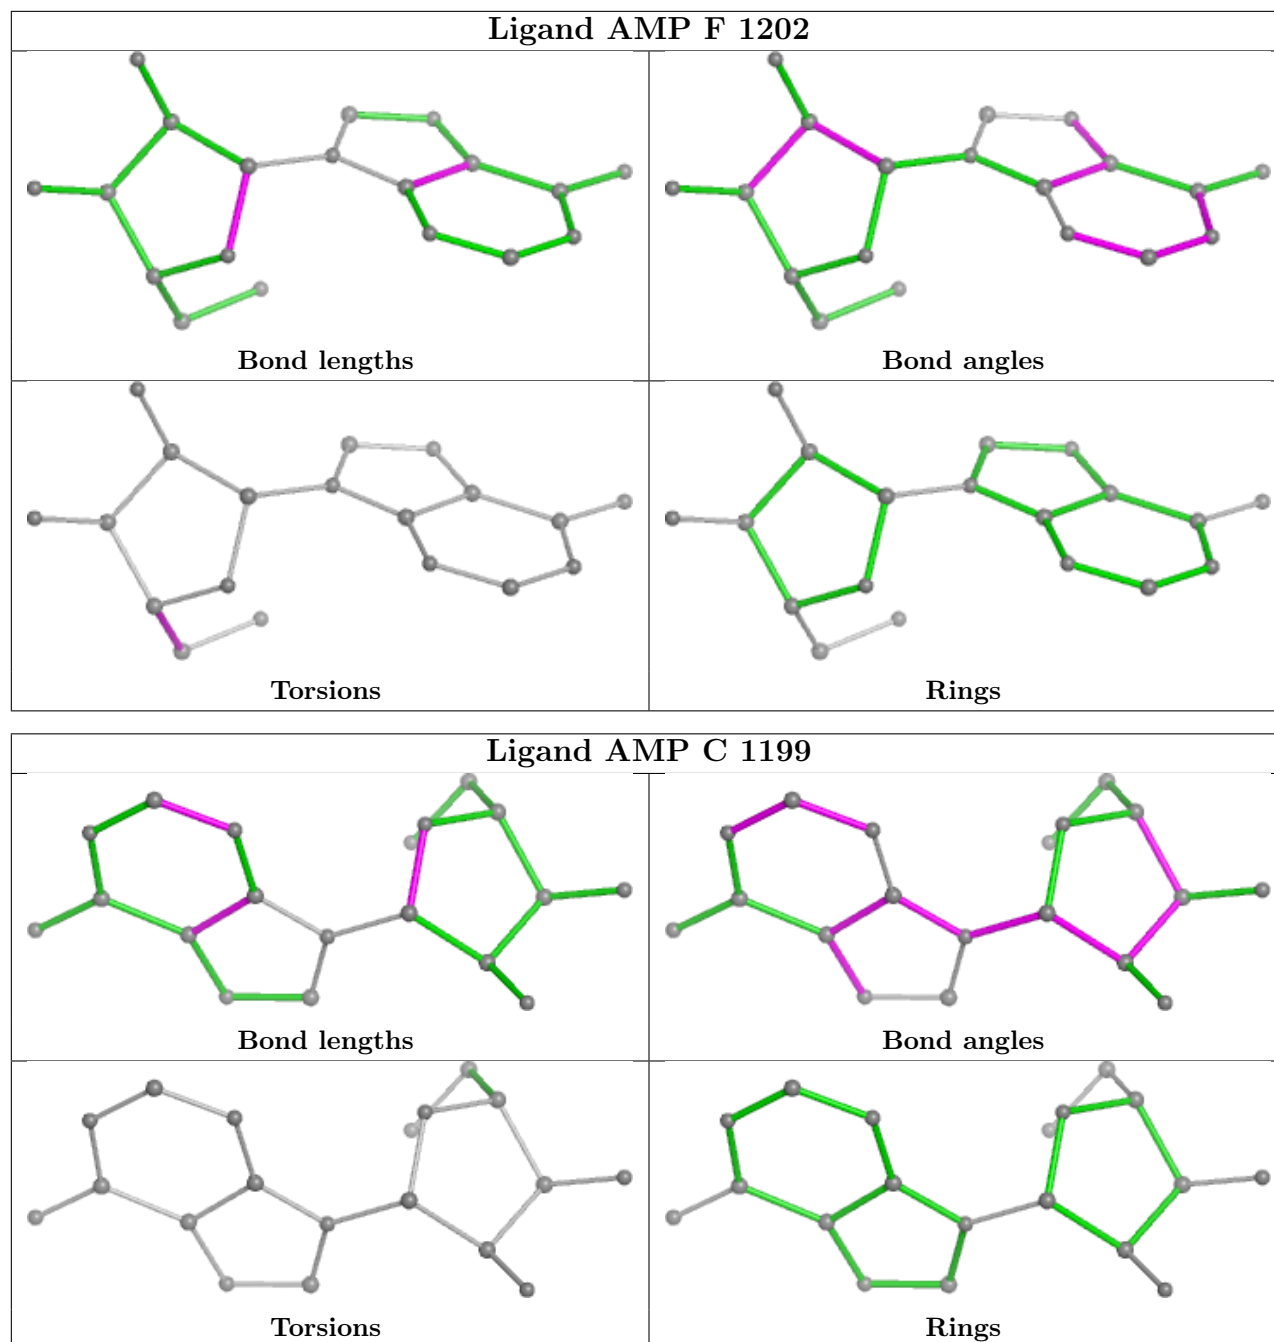 Ligand AMP F 1202
Bond lengths
Bond angles
Torsions
Rings
Ligand AMP C 1199
Bond lengths
Bond angles
Torsions
Rings